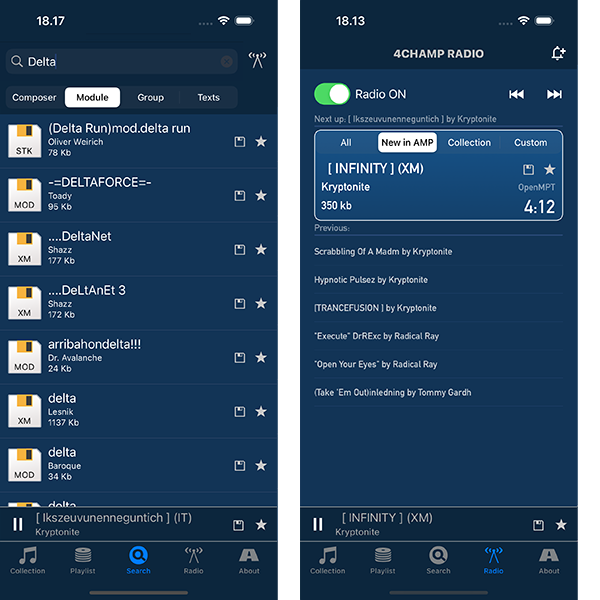 18.17
Delta
Composer Module Group Texts
(Delta Run)mod.delta run
Oliver Weirich
78 Kb
STK
-=DELTAFORCE=-
Toady
95 Kb
MOD
....DeltaNet
Shazz
177 Kb
XM
....DeLtAnEt 3
Shazz
172 Kb
XM
arribahondelta!!!
Dr. Avalanche
24 Kb
MOD
delta
Lesnik
1137 Kb
XM
delta
Baroque
34 Kb
MOD
delta
[ Ikszeuvunenneguntich ] (IT)
Kryptonite
Collection Playlist Search Radio About
18.13
4CHAMP RADIO
Radio ON
Next up: [ Ikszeuvunenneguntich ] by Kryptonite
All New in AMP Collection Custom
[ INFINITY ] (XM)
Kryptonite OpenMPT
350 kb 4:12
Previous:
Scrabbling Of A Madm by Kryptonite
Hypnotic Pulsez by Kryptonite
[TRANCEFUSION ] by Kryptonite
"Execute" DrRExc by Radical Ray
"Open Your Eyes" by Radical Ray
(Take 'Em Out)inledning by Tommy Gardh
[ INFINITY ] (XM)
Kryptonite
Collection Playlist Search Radio About